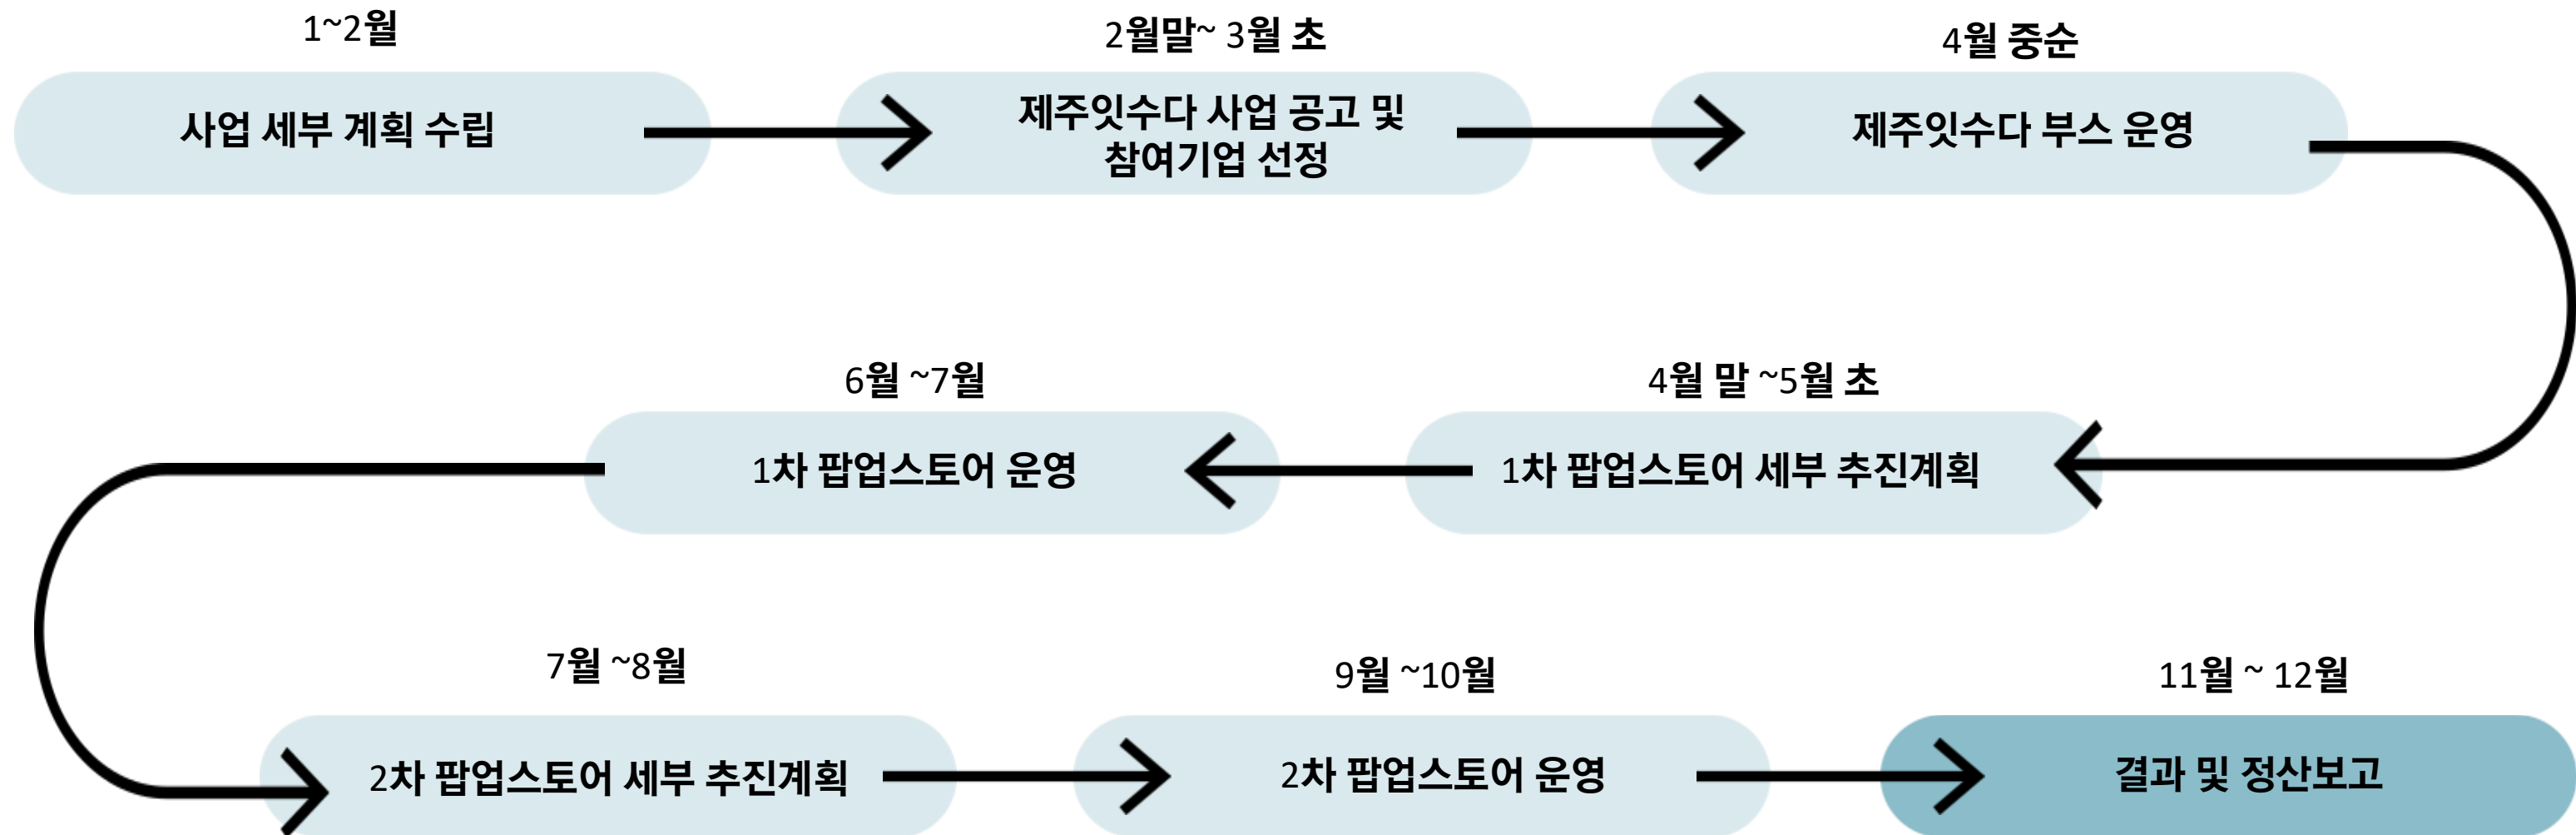 1~2월
사업 세부 계획 수립
2월말~ 3월 초
제주잇수다 사업 공고 및
참여기업 선정
4월 중순
제주잇수다 부스 운영
4월 말 ~5월 초
1차 팝업스토어 세부 추진계획
6월 ~7월
1차 팝업스토어 운영
7월 ~8월
2차 팝업스토어 세부 추진계획
9월 ~10월
2차 팝업스토어 운영
11월 ~ 12월
결과 및 정산보고